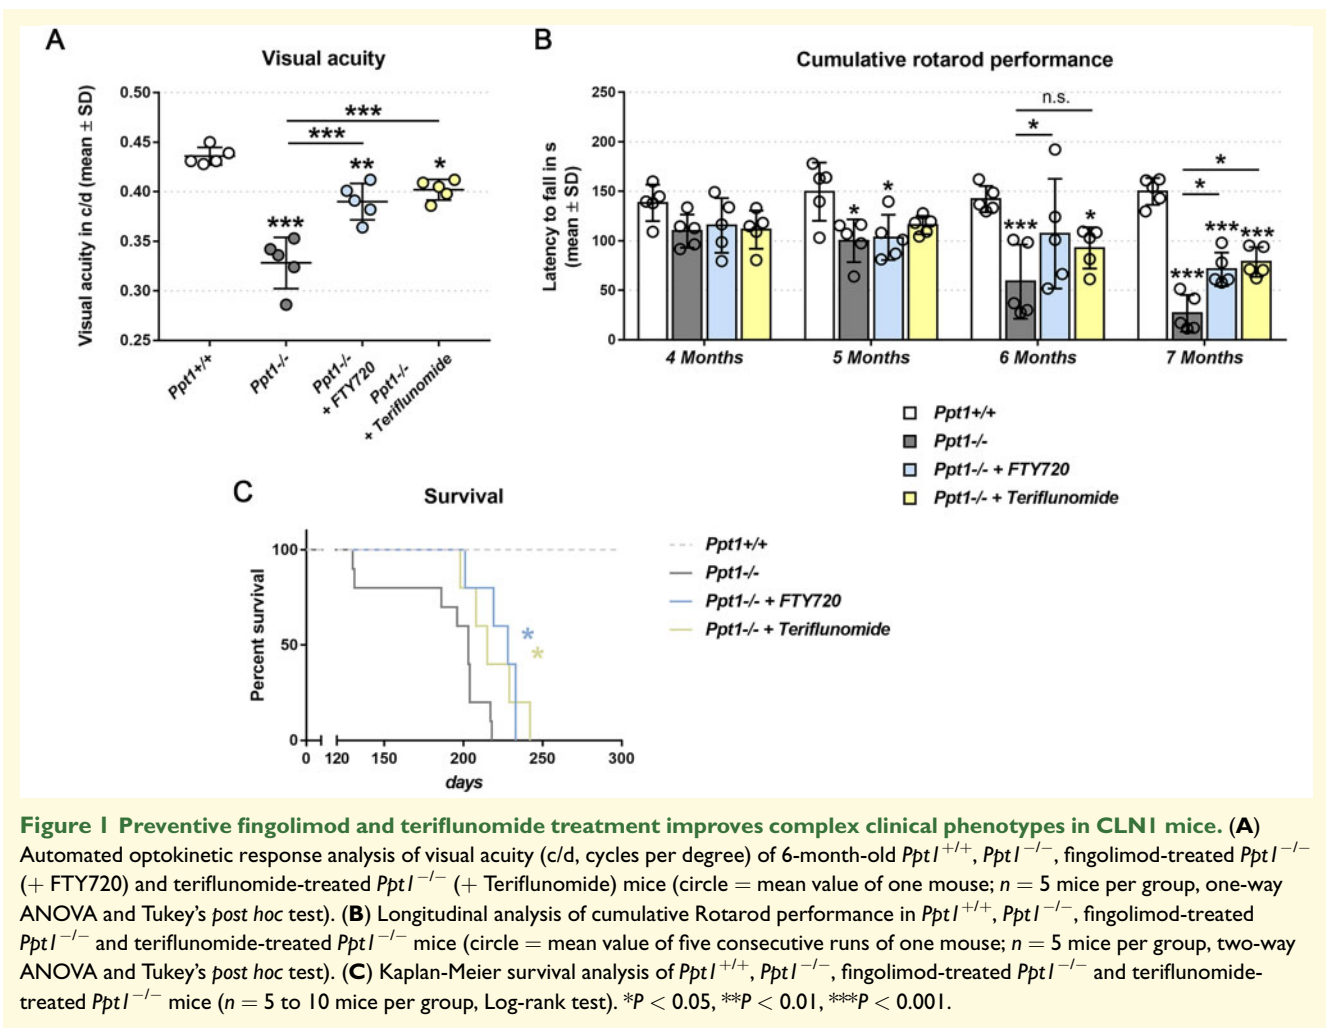 A
Visual acuity
Visual acuity in c/d (mean ± SD)
0.50
0.45
0.40
0.35
0.30
0.25
***
***
***
**
*
Ppt1+/+
Ppt1-/-
Ppt1-/-
+ FTY720
Ppt1-/-
+ Teriflunomide
B
Cumulative rotarod performance
Latency to fall in s
(mean ± SD)
250
200
150
100
50
0
*
*
n.s.
*
***
*
*
*
***
***
***
4 Months
5 Months
6 Months
7 Months
Ppt1+/+
Ppt1-/-
Ppt1-/- + FTY720
Ppt1-/- + Teriflunomide
C
Survival
Percent survival
100
50
0
0 120 150 200 250 300
days
*
*
Ppt1+/+
Ppt1-/-
Ppt1-/- + FTY720
Ppt1-/- + Teriflunomide
Figure 1 Preventive fingolimod and teriflunomide treatment improves complex clinical phenotypes in CLN1 mice. (A)
Automated optokinetic response analysis of visual acuity (c/d, cycles per degree) of 6-month-old Ppt1+/+, Ppt1−/−, fingolimod-treated Ppt1−/−
(+ FTY720) and teriflunomide-treated Ppt1−/− (+ Teriflunomide) mice (circle = mean value of one mouse; n = 5 mice per group, one-way
ANOVA and Tukey's post hoc test). (B) Longitudinal analysis of cumulative Rotarod performance in Ppt1+/+, Ppt1−/−, fingolimod-treated
Ppt1−/− and teriflunomide-treated Ppt1−/− mice (circle = mean value of five consecutive runs of one mouse; n = 5 mice per group, two-way
ANOVA and Tukey's post hoc test). (C) Kaplan-Meier survival analysis of Ppt1+/+, Ppt1−/−, fingolimod-treated Ppt1−/− and teriflunomide-
treated Ppt1−/− mice (n = 5 to 10 mice per group, Log-rank test). *P < 0.05, **P < 0.01, ***P < 0.001.